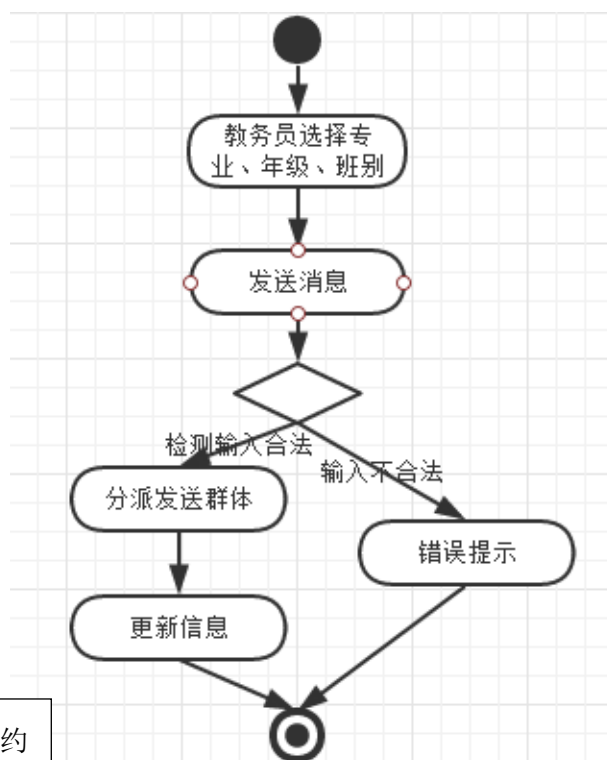 教务员选择专
业、年级、班别
发送消息
检测输入合法
输入不合法
分派发送群体
错误提示
更新信息
约